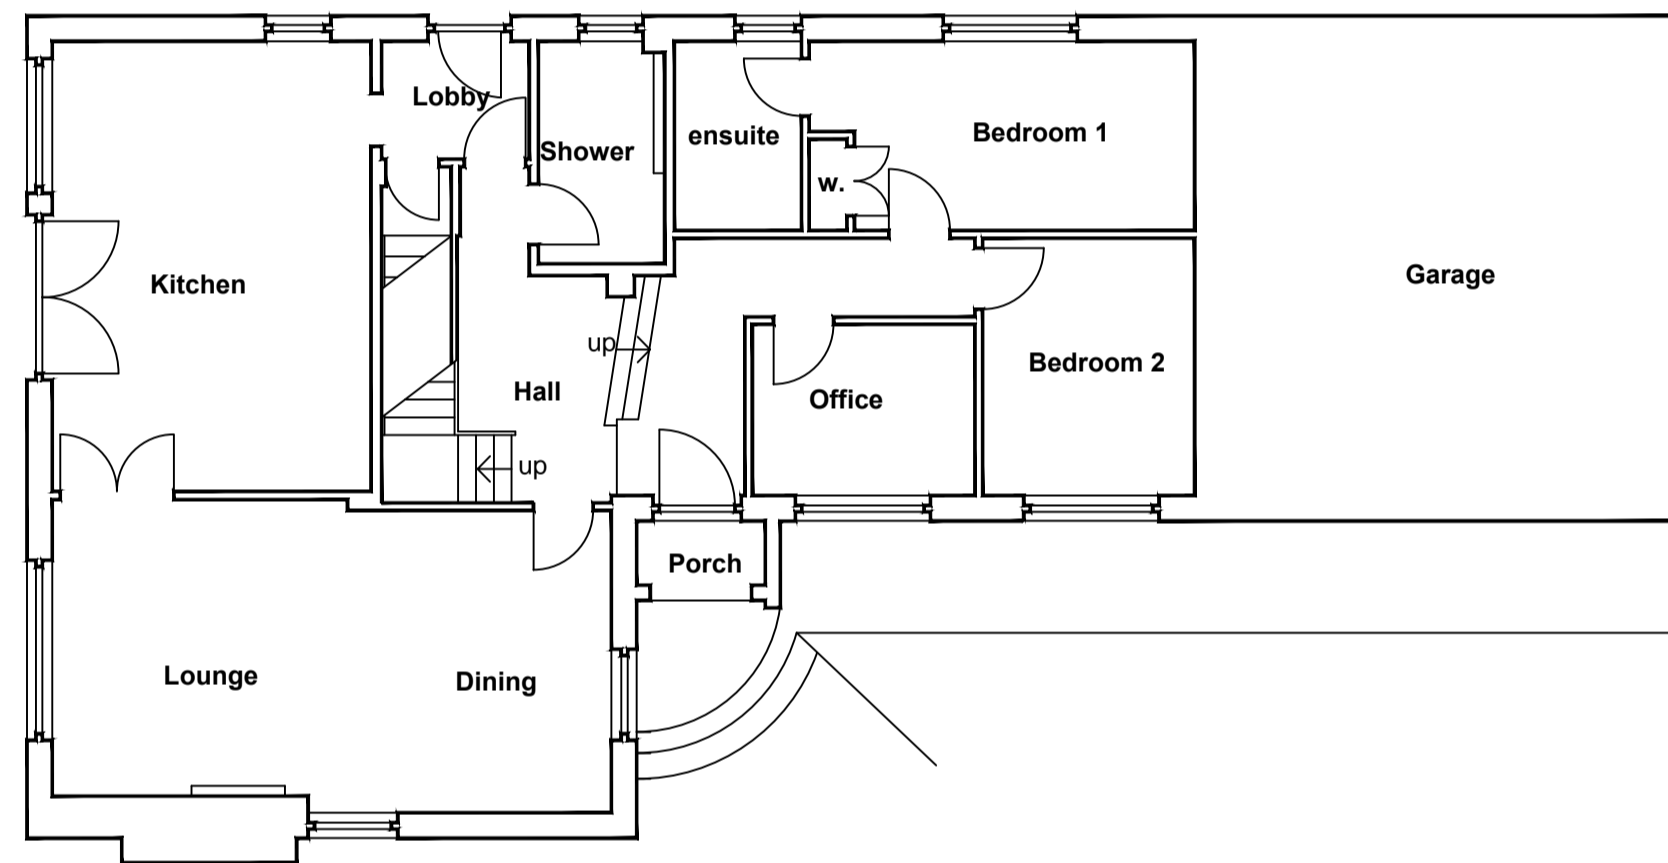 Lobby
Shower
ensuite
Bedroom 1
w.
Kitchen
Garage
up
Bedroom 2
Hall
Office
up
Porch
Lounge
Dining